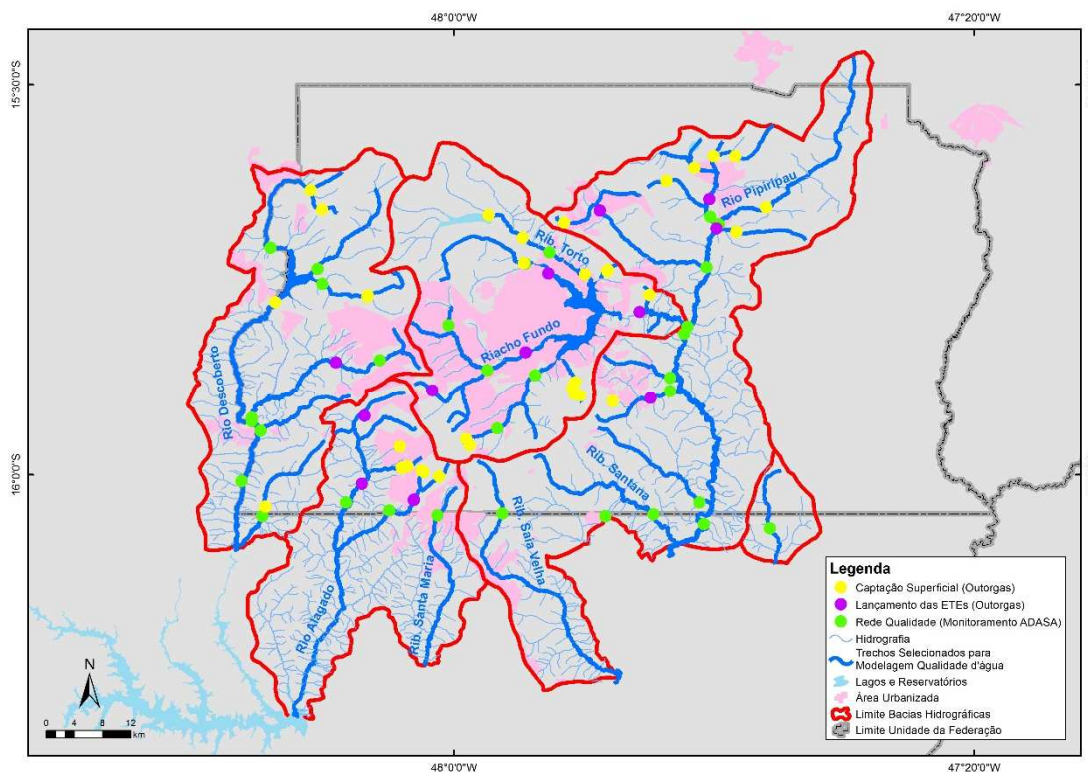 48°0'0"W
47°20'0"W
15°30'0"S
16°0'0"S
Rio Pipiripau
Rib. Torto
Riacho Fundo
Rio Descoberto
Rib. Santana
Rib. Saia Velha
Rib. Santa Maria
Rio Alagado
N
0 4 8 12
km
Legenda
Captação Superficial (Outorgas)
Lançamento das ETEs (Outorgas)
Rede Qualidade (Monitoramento ADASA)
Hidrografia
Trechos Selecionados para
Modelagem Qualidade d'água
Lagos e Reservatórios
Área Urbanizada
Limite Bacias Hidrográficas
Limite Unidade da Federação
48°0'0"W
47°20'0"W